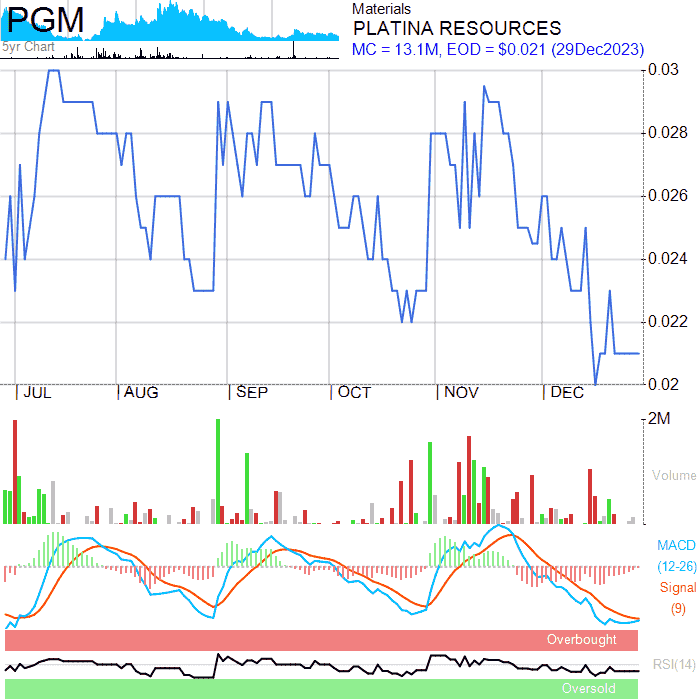 PGM
5yr Chart
Materials
PLATINA RESOURCES
MC = 13.1M, EOD = $0.021 (29Dec2023)
0.03
0.028
0.026
0.024
0.022
0.02
JUL AUG SEP OCT NOV DEC
2M
Volume
MACD
(12-26)
Signal
(9)
Overbought
RSI(14)
Oversold